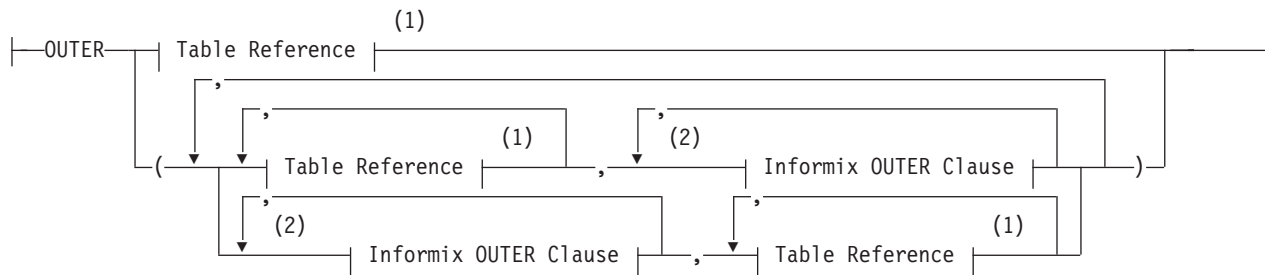 (1)
OUTER Table Reference
,
, ,
(1) (2)
( Table Reference , Informix OUTER Clause )
, ,
(2) (1)
Informix OUTER Clause , Table Reference